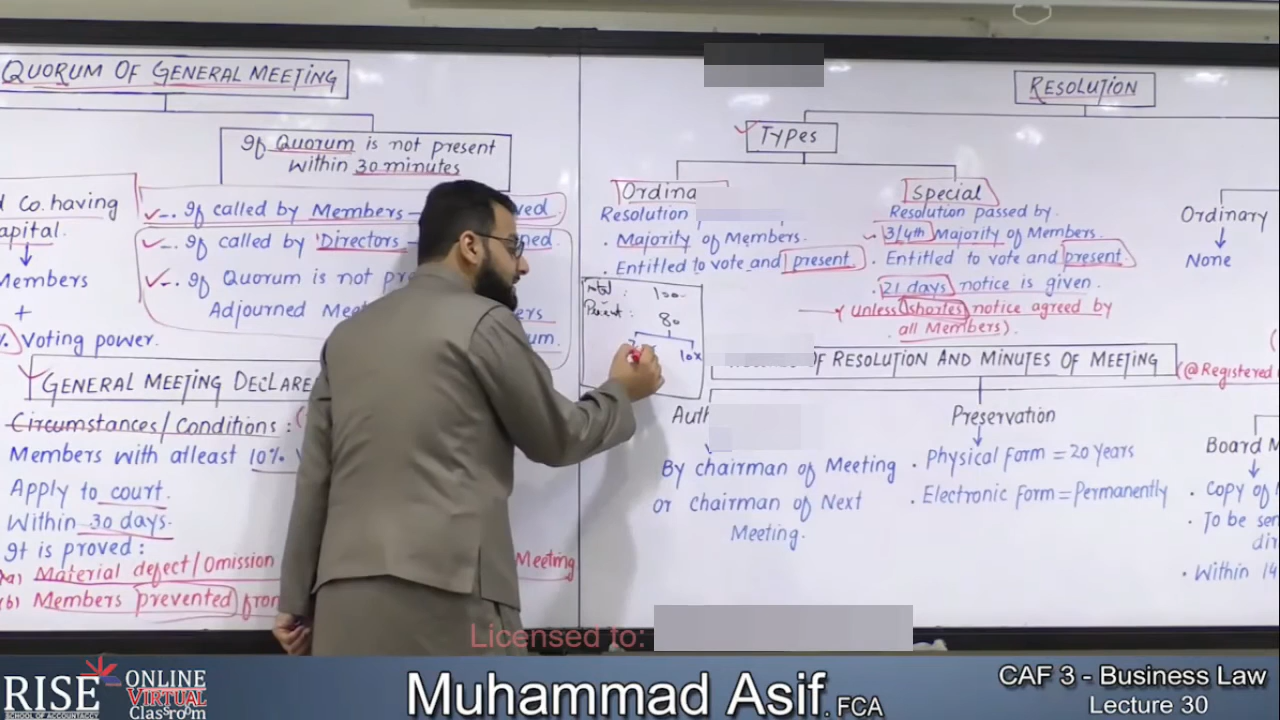 QUORUM OF GENERAL MEETING
If Quorum is not present
within 30 minutes
Co. having
apital.
Members
+
Voting power.
If called by Members –
If called by Directors –
If Quorum is not
Adjourned
GENERAL MEETING DECLARE
Circumstances/Conditions :
Members with atleast 10%
Apply to court.
Within 30 days.
It is proved :
(a) Material defect/Omission
Meeting
(b) Members prevented from
RESOLUTION
Types
Ordina
Resolution
. Majority of Members.
. Entitled to vote and present
Total : 100
Present : 80
10x
Special
Resolution passed by.
3/4th Majority of Members.
. Entitled to vote and present.
. 21 days notice is given.
(unless shorter notice agreed by
all Members).
Ordinary
None
OF RESOLUTION AND MINUTES OF MEETING
(@Registered
Auth
By chairman of Meeting
or chairman of Next
Meeting.
Preservation
. Physical Form = 20 years
. Electronic Form = Permanently
Board M
. Copy of
. To be sen
dir
. Within 14
Licensed to:
RISE
SCHOOL OF ACCOUNTANCY
ONLINE
VIRTUAL
Classroom
Muhammad Asif. FCA
CAF 3 - Business Law
Lecture 30